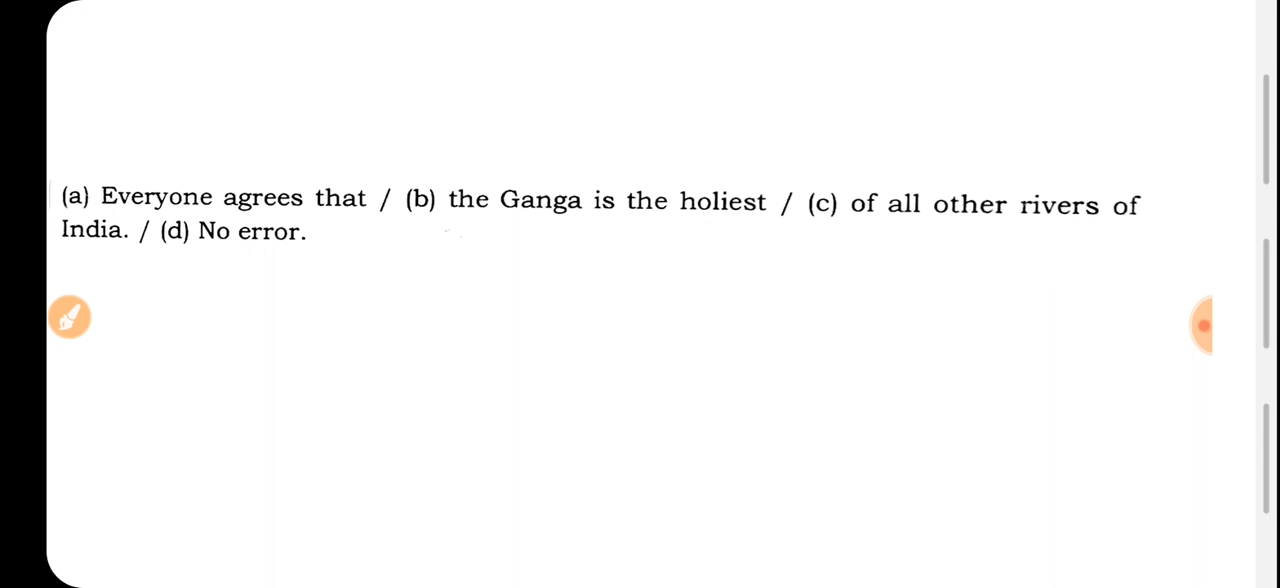 (a) Everyone agrees that / (b) the Ganga is the holiest / (c) of all other rivers of
India. / (d) No error.